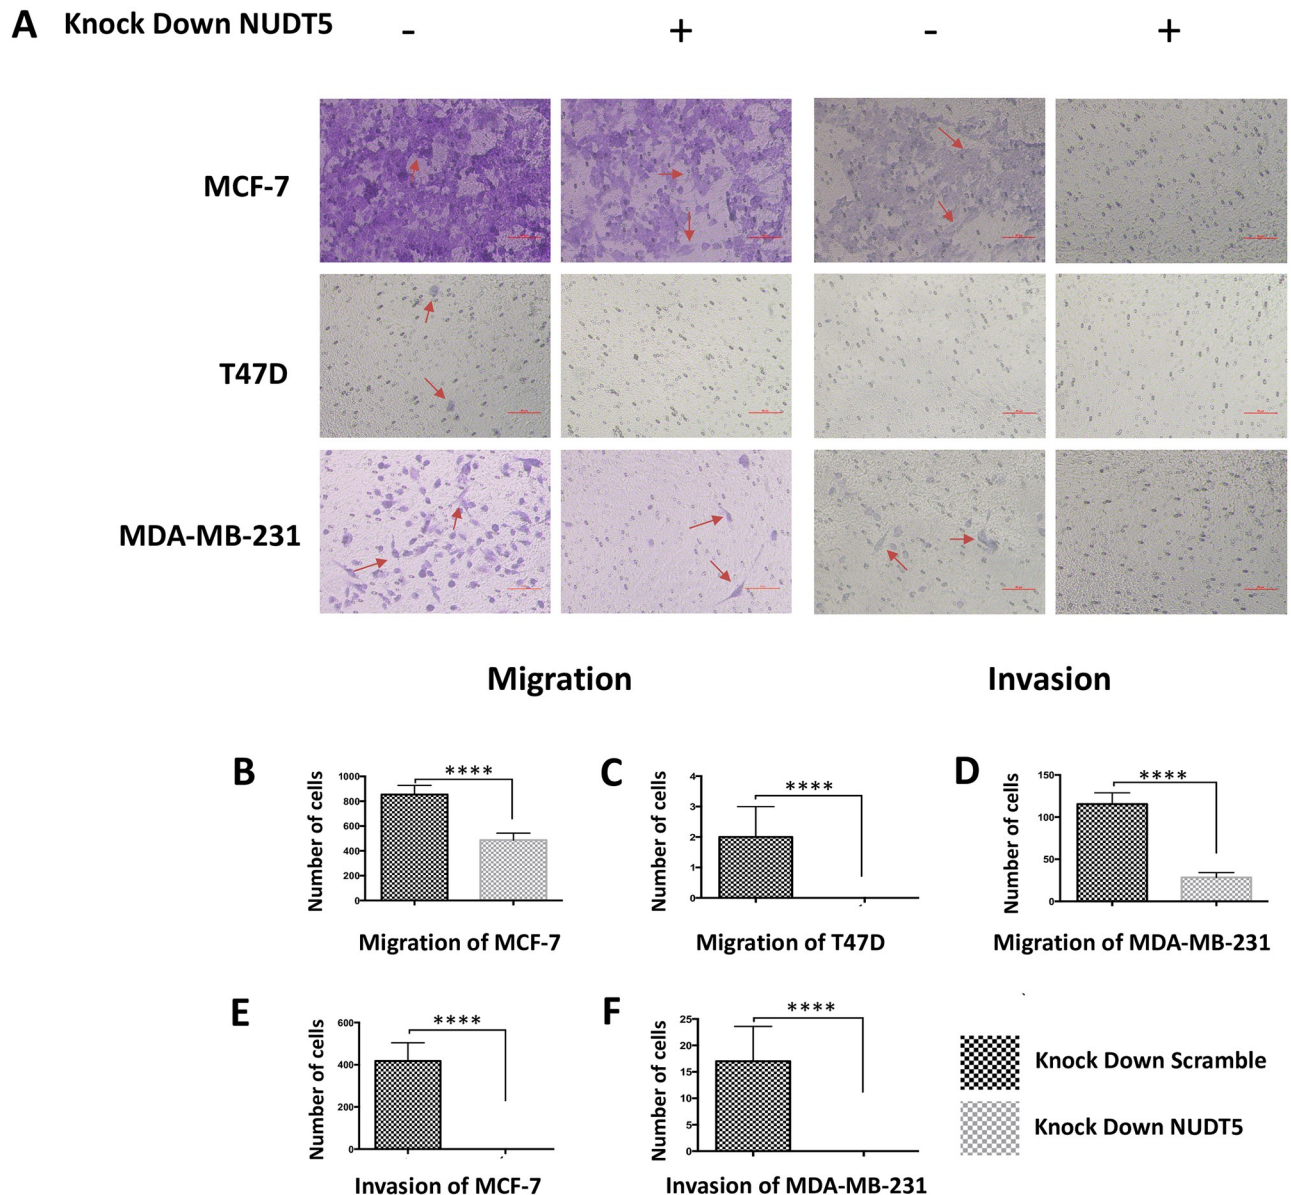 A Knock Down NUDT5 - + - +
MCF-7
T47D
MDA-MB-231
Migration Invasion
B
Number of cells
1000
800
600
400
200
0
****
Migration of MCF-7
C
Number of cells
4
3
2
1
0
****
Migration of T47D
D
Number of cells
150
100
50
0
****
Migration of MDA-MB-231
E
Number of cells
600
400
200
0
****
Invasion of MCF-7
F
Number of cells
25
20
15
10
5
0
****
Invasion of MDA-MB-231
Knock Down Scramble
Knock Down NUDT5